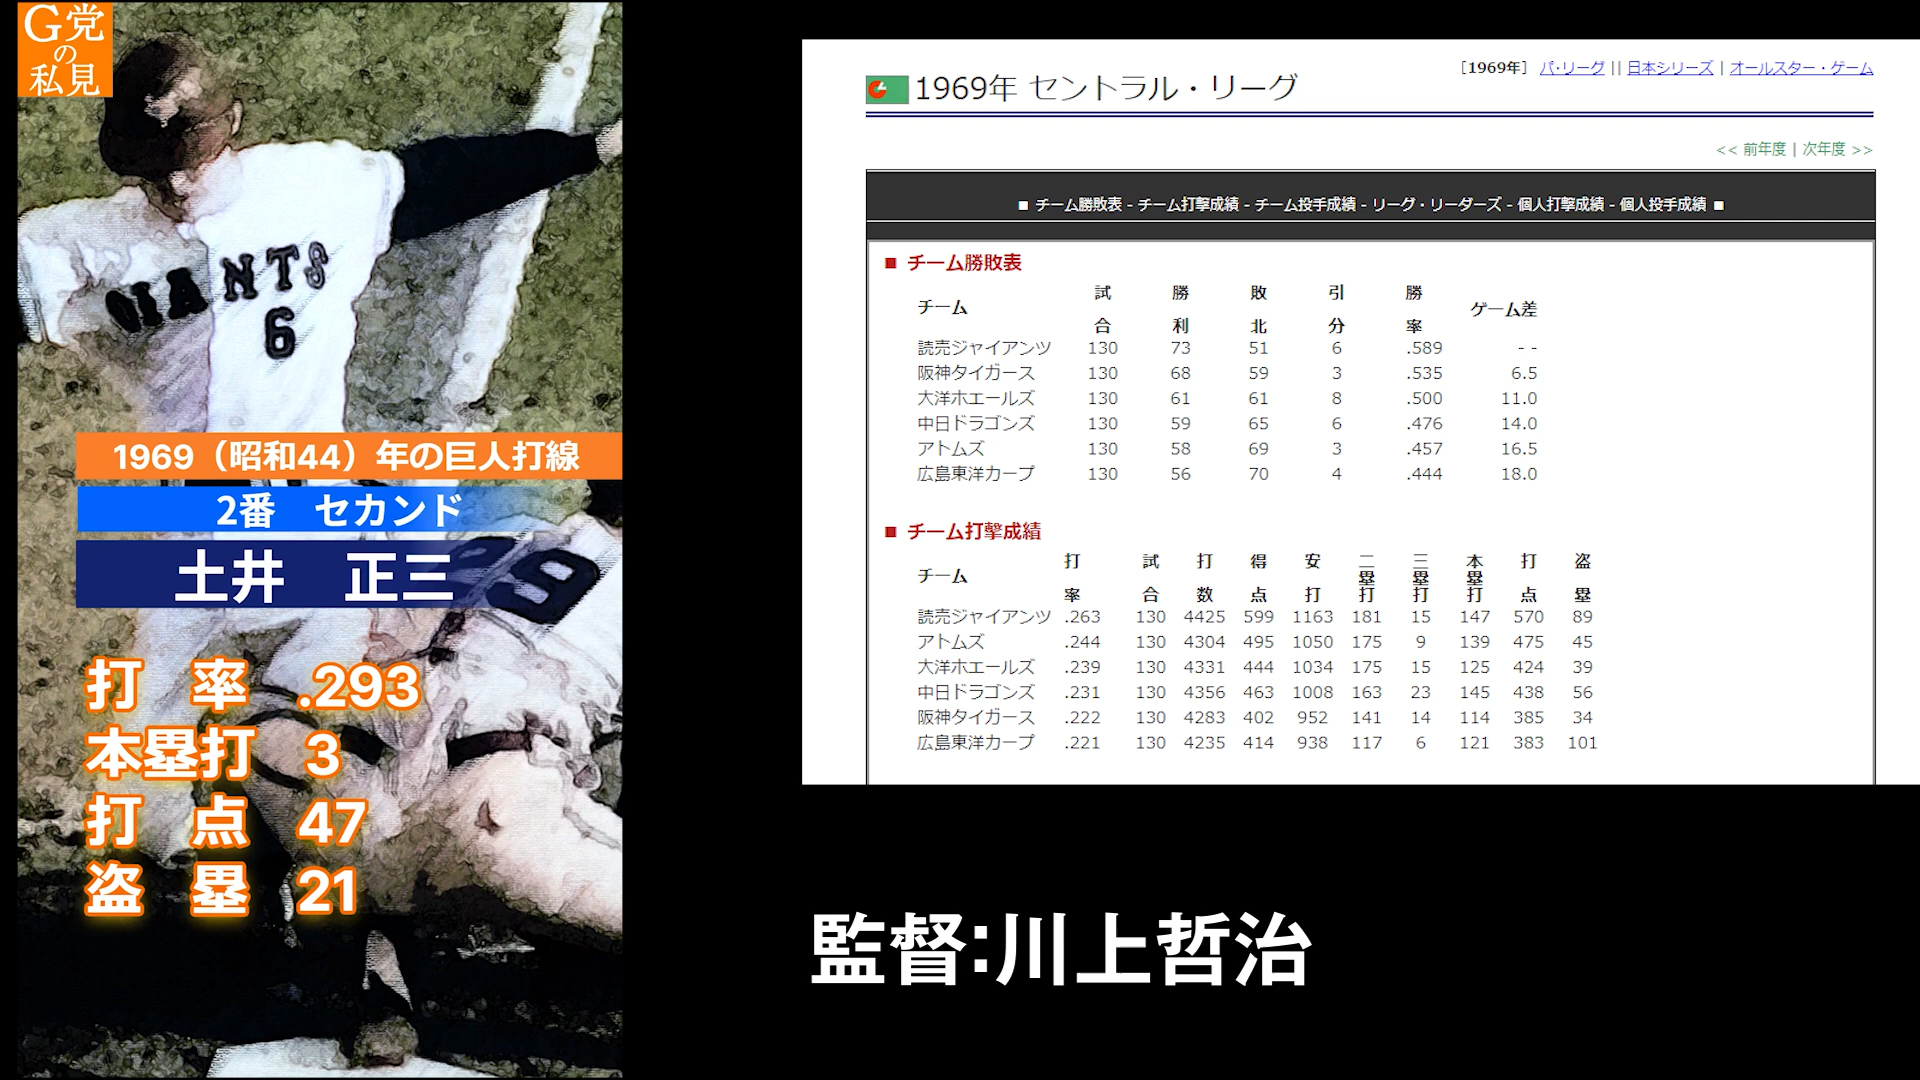 G党
の
私見
GIANTS
6
1969（昭和44）年の巨人打線
2番　セカンド
土井　正三
打　率　.293
本塁打　3
打　点　47
盗　塁　21
[1969年]　パ・リーグ || 日本シリーズ | オールスター・ゲーム
1969年 セントラル・リーグ
<< 前年度 | 次年度 >>
■ チーム勝敗表 - チーム打撃成績 - チーム投手成績 - リーグ・リーダーズ - 個人打撃成績 - 個人投手成績 ■
■ チーム勝敗表
チーム 試合 勝利 敗北 引分 勝率 ゲーム差
読売ジャイアンツ 130 73 51 6 .589 - -
阪神タイガース 130 68 59 3 .535 6.5
大洋ホエールズ 130 61 61 8 .500 11.0
中日ドラゴンズ 130 59 65 6 .476 14.0
アトムズ 130 58 69 3 .457 16.5
広島東洋カープ 130 56 70 4 .444 18.0
■ チーム打撃成績
チーム 打率 試合 打数 得点 安打 二塁打 三塁打 本塁打 打点 盗塁
読売ジャイアンツ .263 130 4425 599 1163 181 15 147 570 89
アトムズ .244 130 4304 495 1050 175 9 139 475 45
大洋ホエールズ .239 130 4331 444 1034 175 15 125 424 39
中日ドラゴンズ .231 130 4356 463 1008 163 23 145 438 56
阪神タイガース .222 130 4283 402 952 141 14 114 385 34
広島東洋カープ .221 130 4235 414 938 117 6 121 383 101
監督:川上哲治